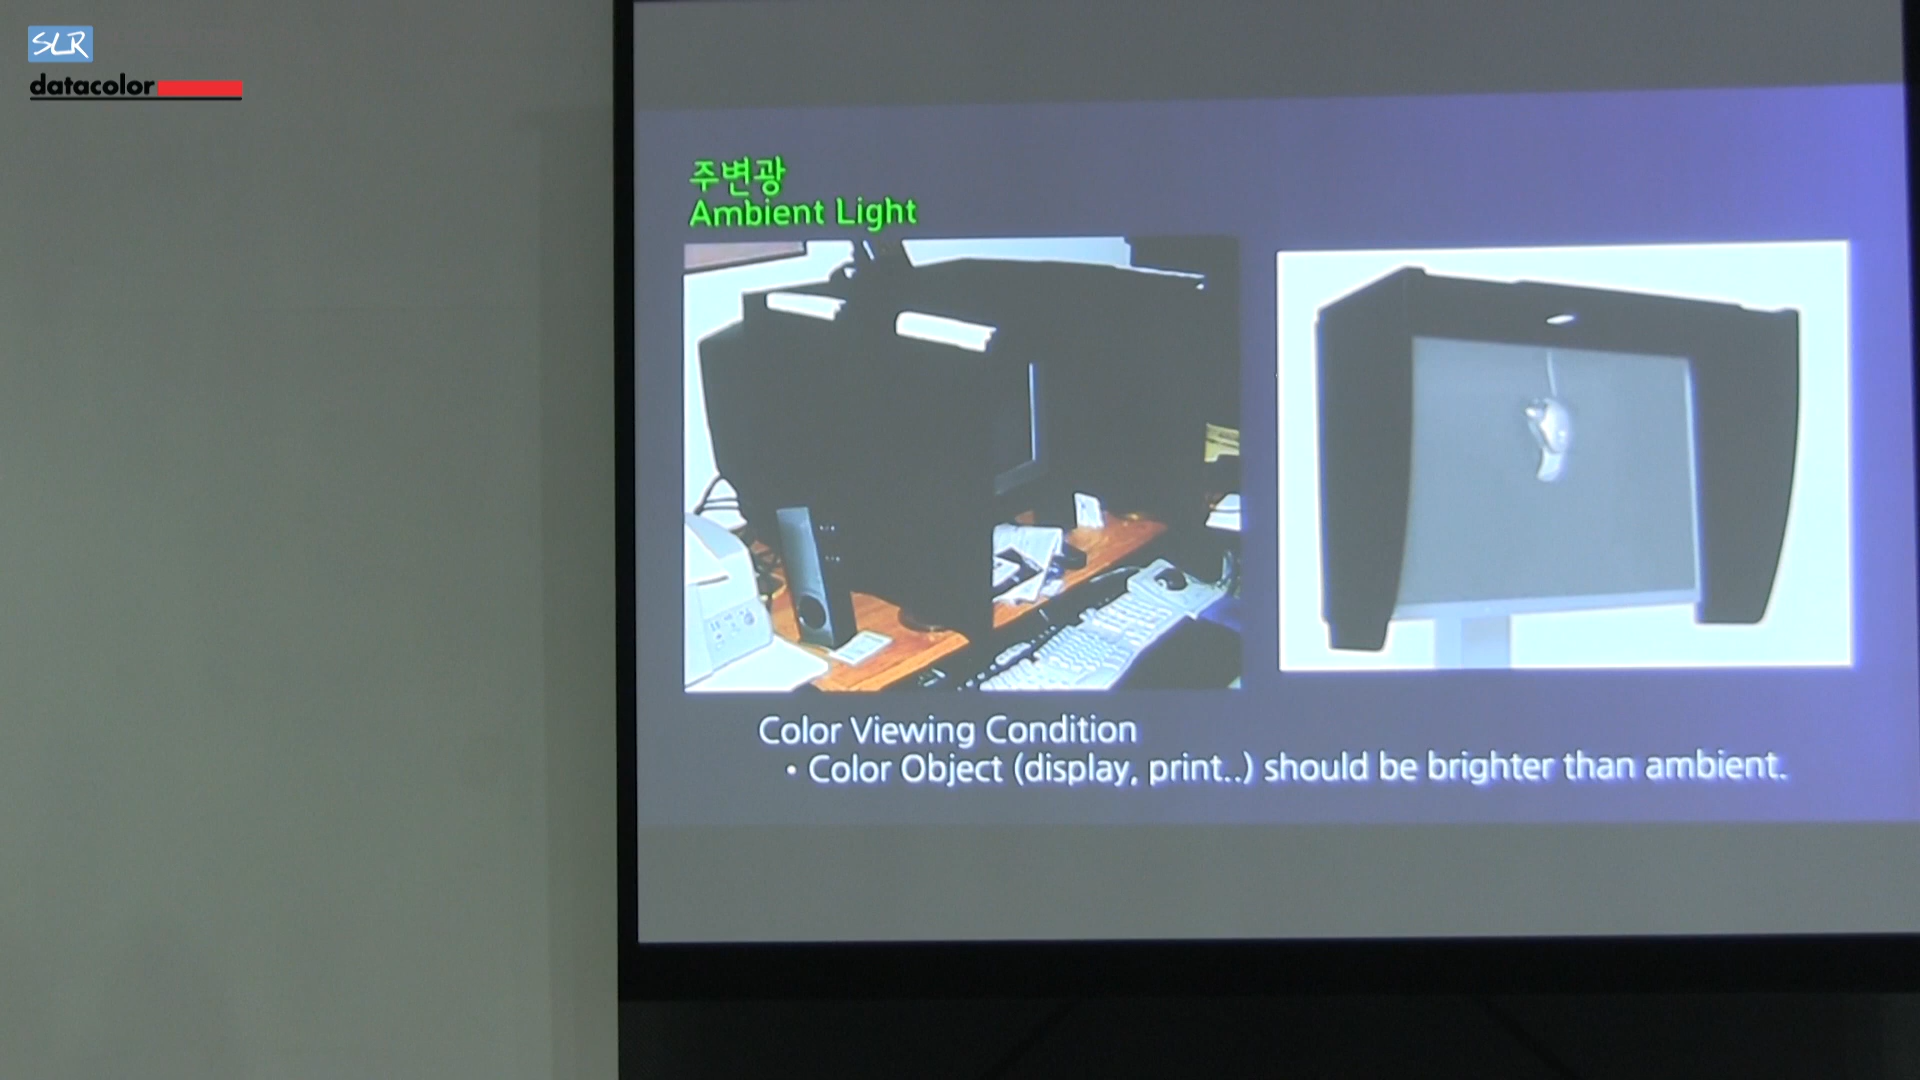 SLR
datacolor
주변광
Ambient Light
Color Viewing Condition
• Color Object (display, print..) should be brighter than ambient.